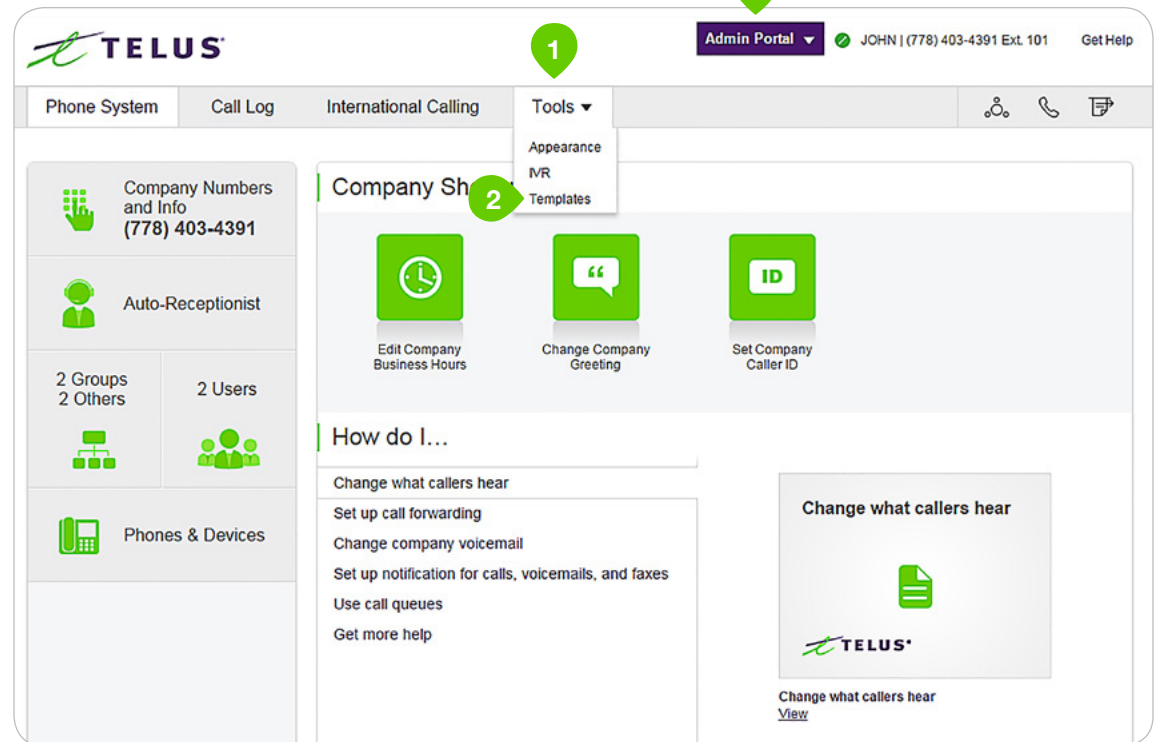 TELUS
Admin Portal
JOHN | (778) 403-4391 Ext. 101
Get Help
1
Phone System
Call Log
International Calling
Tools
Appearance
IVR
2
Templates
Company Numbers
and Info
(778) 403-4391
Auto-Receptionist
2 Groups
2 Others
2 Users
Phones & Devices
Company
Edit Company
Business Hours
Change Company
Greeting
ID
Set Company
Caller ID
How do I...
Change what callers hear
Set up call forwarding
Change company voicemail
Set up notification for calls, voicemails, and faxes
Use call queues
Get more help
Change what callers hear
TELUS
Change what callers hear
View